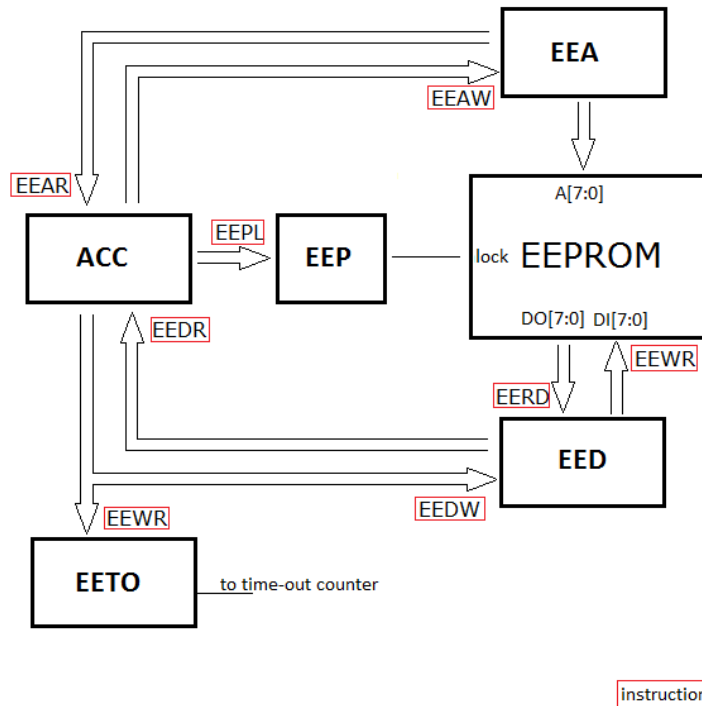 EEA
EEAW
EEAR
A[7:0]
ACC
EEPL
EEP
lock
EEPROM
DO[7:0] DI[7:0]
EEDR
EEWR
EERD
EED
EEDW
EEWR
EETO
to time-out counter
instruction